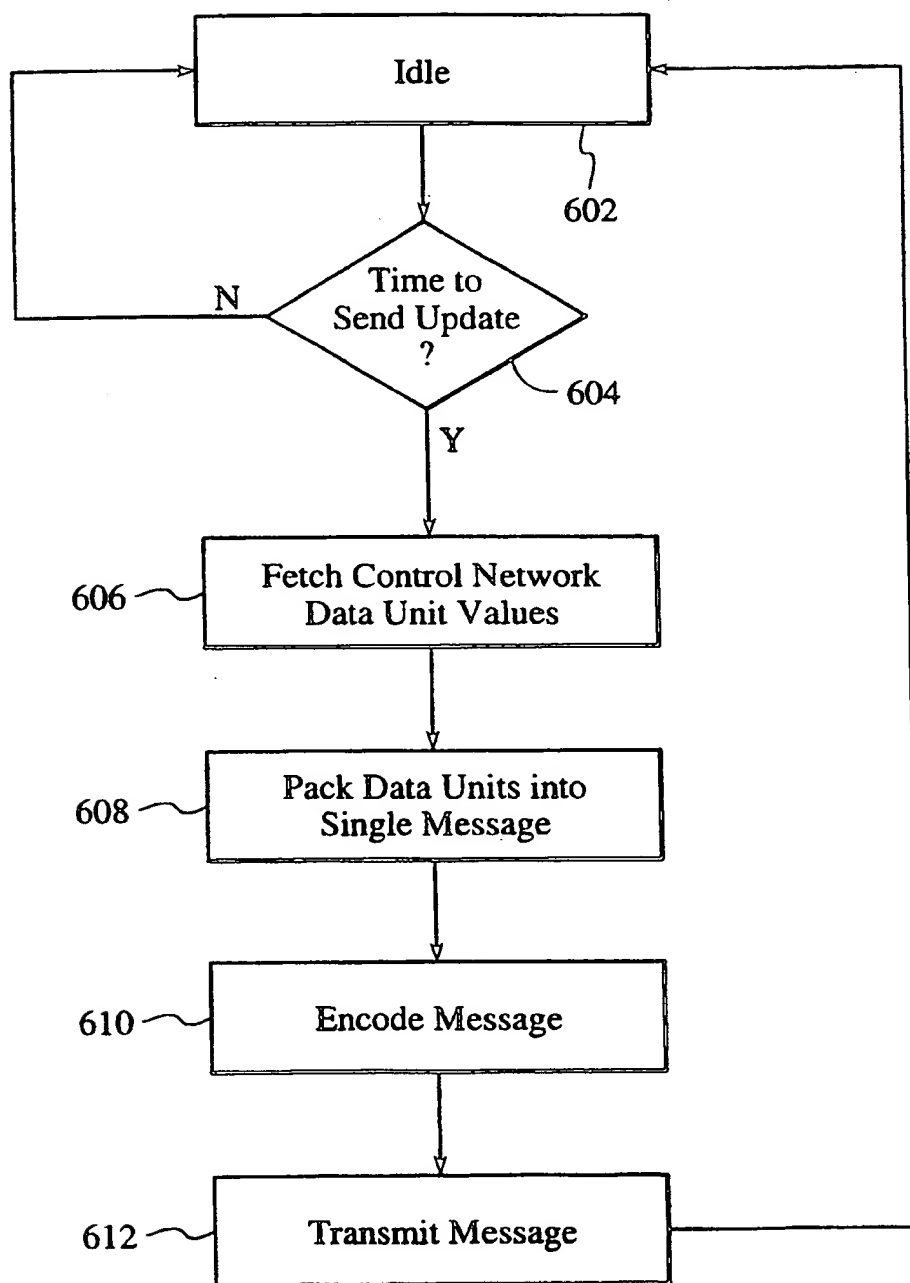 Idle
602
Time to
Send Update
?
604
N
Y
Fetch Control Network
Data Unit Values
606
Pack Data Units into
Single Message
608
Encode Message
610
Transmit Message
612